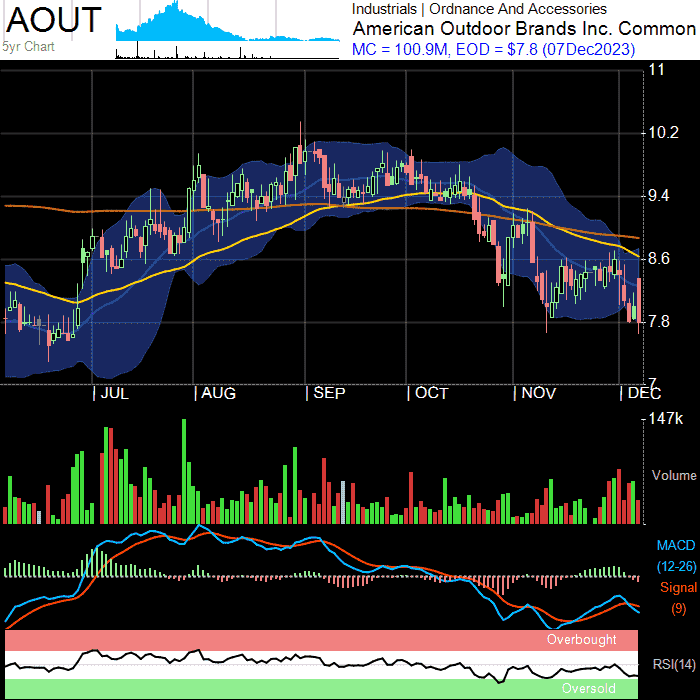 AOUT
5yr Chart
Industrials | Ordnance And Accessories
American Outdoor Brands Inc. Common
MC = 100.9M, EOD = $7.8 (07Dec2023)
11
10.2
9.4
8.6
7.8
7
| JUL | AUG | SEP | OCT | NOV | DEC
147k
Volume
MACD
(12-26)
Signal
(9)
Overbought
RSI(14)
Oversold